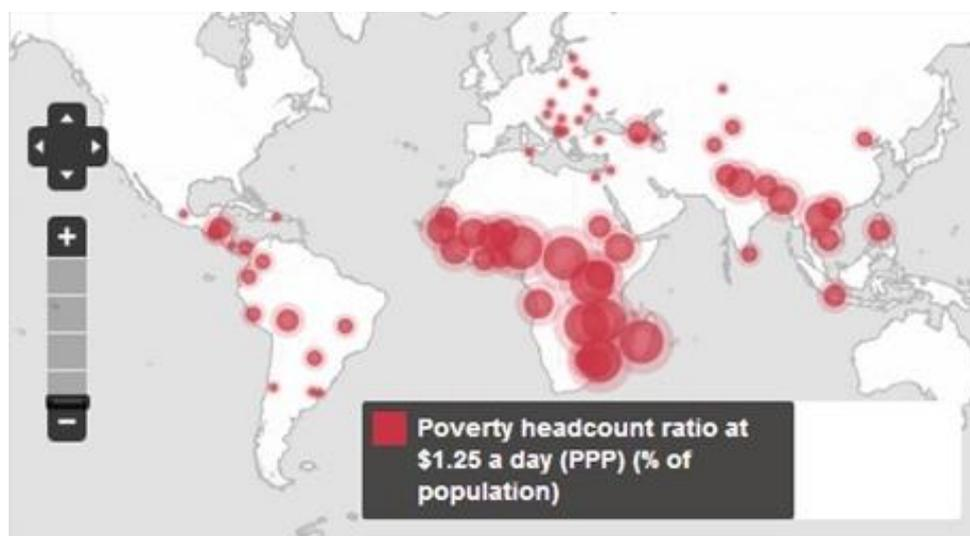 +
−
Poverty headcount ratio at
$1.25 a day (PPP) (% of
population)